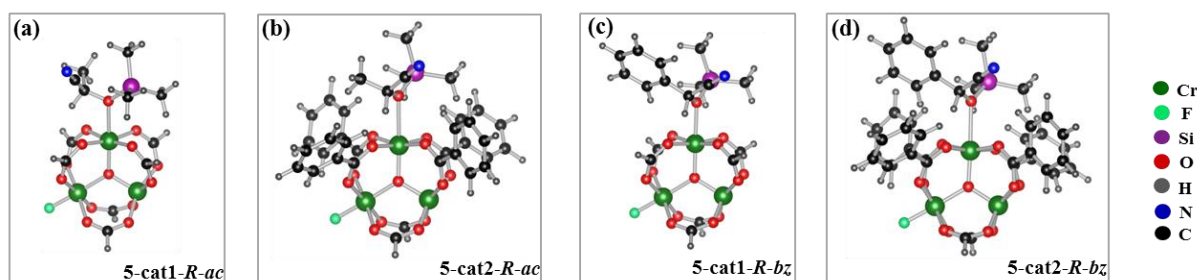 (a)
5-cat1-R-ac
(b)
5-cat2-R-ac
(c)
5-cat1-R-bz
(d)
5-cat2-R-bz
Cr
F
Si
O
H
N
C